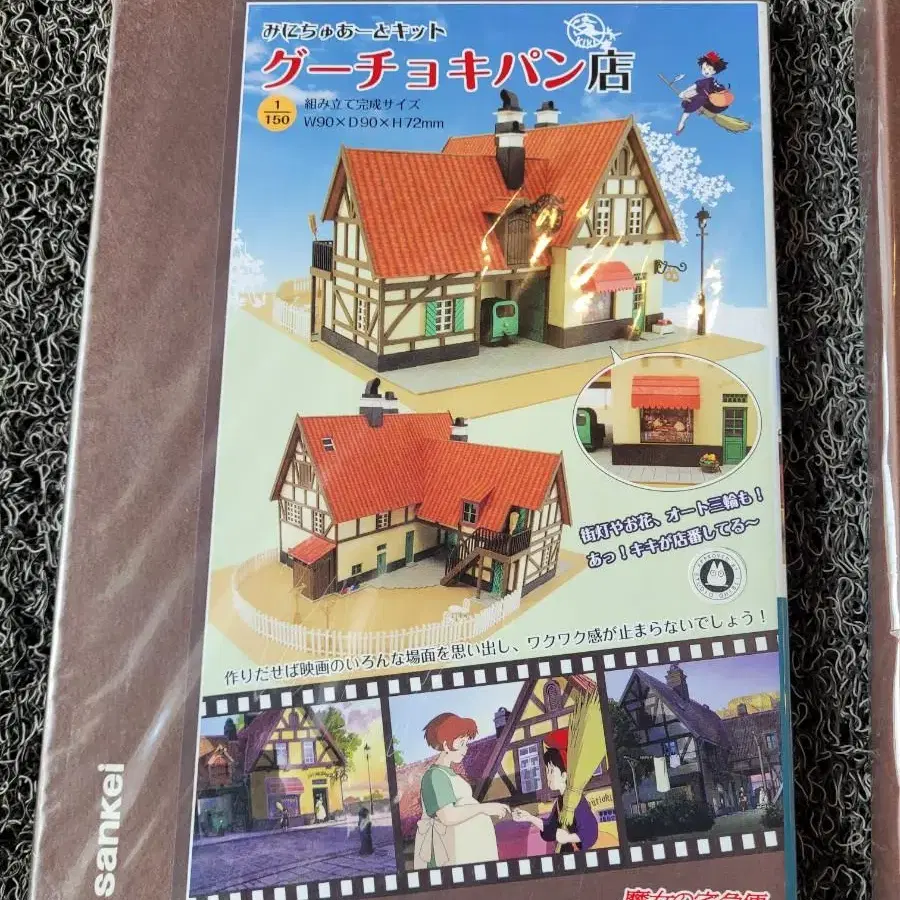 みにちゅあーとキット
KIKI
グーチョキパン店
1/150
組み立て完成サイズ
W90×D90×H72mm
街灯やお花、オート三輪も！
あっ！キキが店番してる〜
作りだせば映画のいろんな場面を思い出し、ワクワク感が止まらないでしょう！
sankei
魔女の宅急便